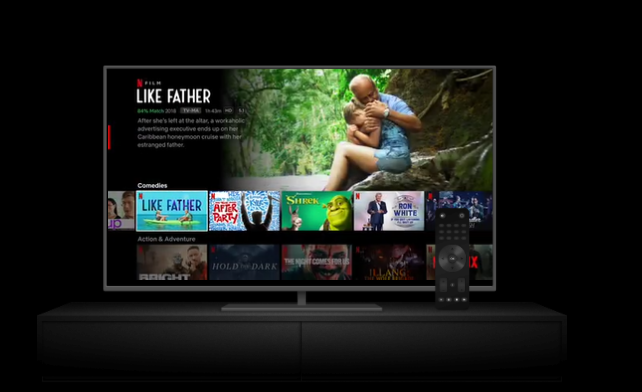 N FILM
LIKE FATHER
64% Match 2018 TV-MA 1h 43m HD 5.1
After she's left at the altar, a workaholic
advertising executive ends up on her
Caribbean honeymoon cruise with her
estranged father.
Comedies
UP
LIKE FATHER
THE AFTER PARTY
SHREK
RON WHITE
Action & Adventure
BRIGHT
HOLD THE DARK
THE NIGHT COMES FOR US